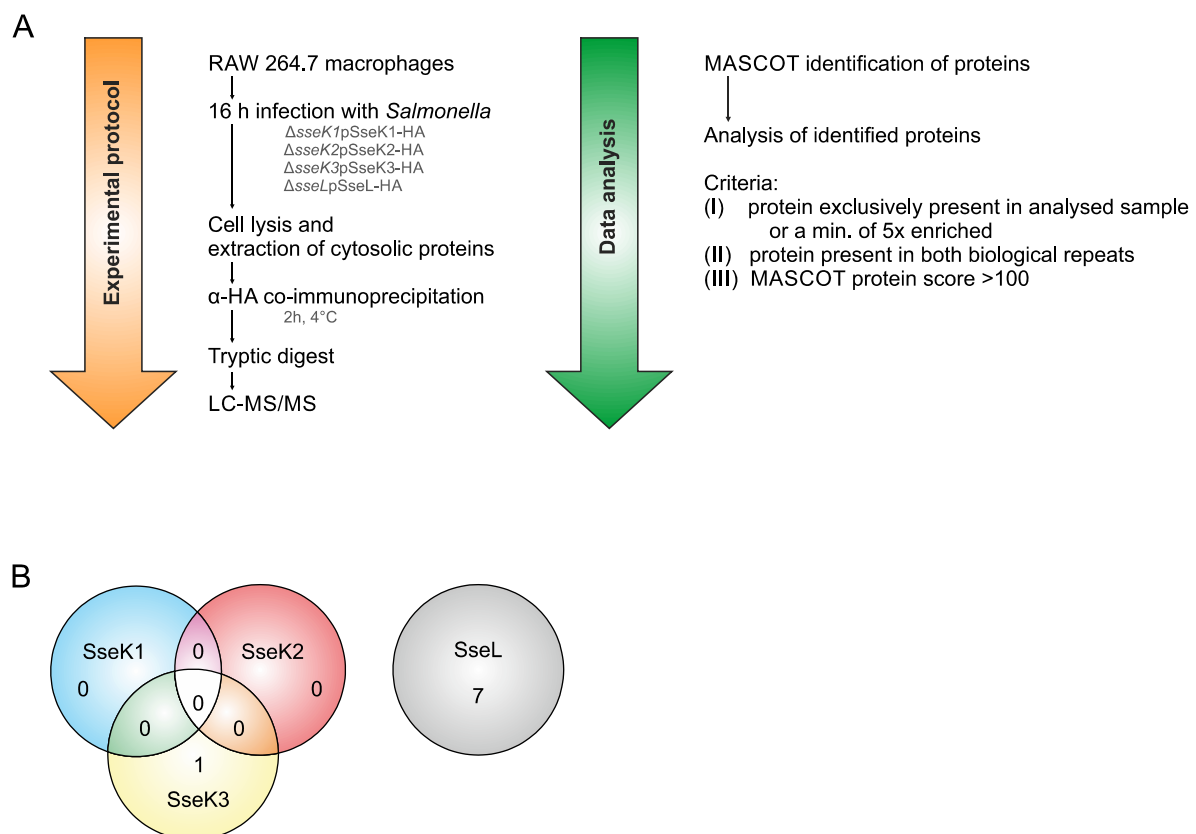 A
Experimental protocol
RAW 264.7 macrophages
16 h infection with Salmonella
ΔsseK1pSseK1-HA
ΔsseK2pSseK2-HA
ΔsseK3pSseK3-HA
ΔsseLpSseL-HA
Cell lysis and
extraction of cytosolic proteins
α-HA co-immunoprecipitation
2h, 4°C
Tryptic digest
LC-MS/MS
Data analysis
MASCOT identification of proteins
Analysis of identified proteins
Criteria:
(I) protein exclusively present in analysed sample
or a min. of 5x enriched
(II) protein present in both biological repeats
(III) MASCOT protein score >100
B
SseK1
0
0
SseK2
0
0
0
0
1
SseK3
SseL
7